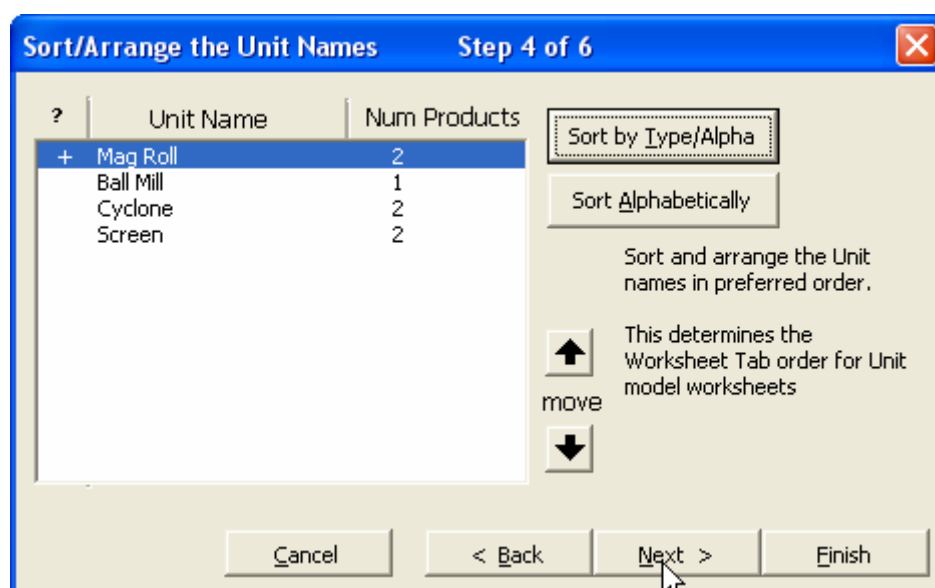 Sort/Arrange the Unit Names Step 4 of 6
? Unit Name Num Products
+ Mag Roll 2
Ball Mill 1
Cyclone 2
Screen 2
Sort by Type/Alpha
Sort Alphabetically
Sort and arrange the Unit
names in preferred order.
This determines the
Worksheet Tab order for Unit
model worksheets
move
Cancel
< Back
Next >
Finish